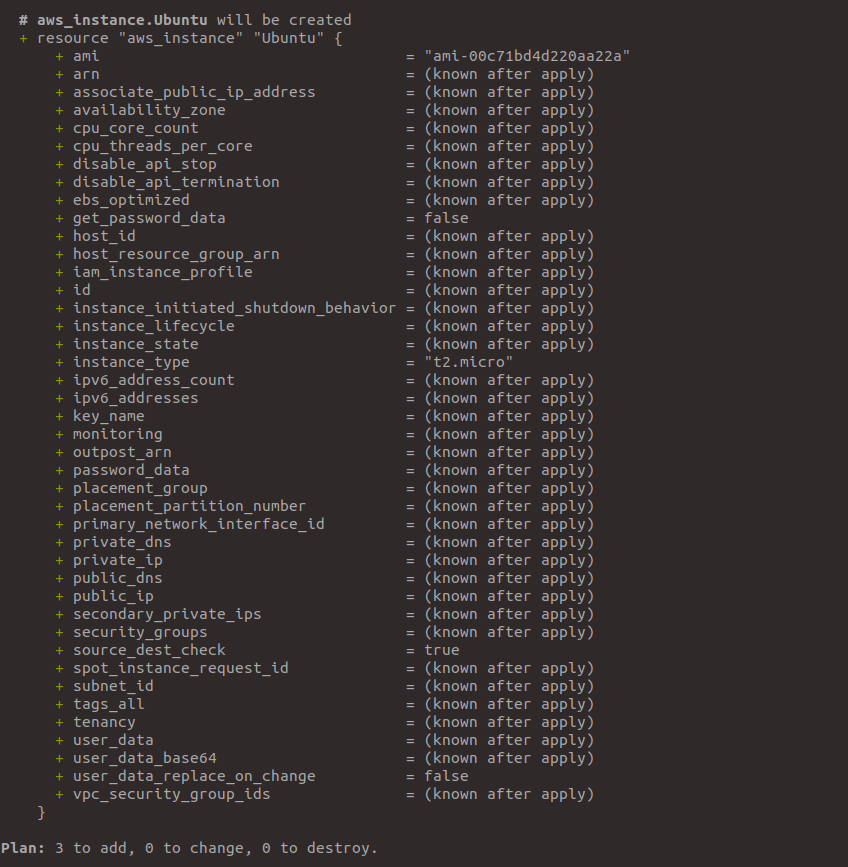 # aws_instance.Ubuntu will be created
+ resource "aws_instance" "Ubuntu" {
+ ami = "ami-00c71bd4d220aa22a"
+ arn = (known after apply)
+ associate_public_ip_address = (known after apply)
+ availability_zone = (known after apply)
+ cpu_core_count = (known after apply)
+ cpu_threads_per_core = (known after apply)
+ disable_api_stop = (known after apply)
+ disable_api_termination = (known after apply)
+ ebs_optimized = (known after apply)
+ get_password_data = false
+ host_id = (known after apply)
+ host_resource_group_arn = (known after apply)
+ iam_instance_profile = (known after apply)
+ id = (known after apply)
+ instance_initiated_shutdown_behavior = (known after apply)
+ instance_lifecycle = (known after apply)
+ instance_state = (known after apply)
+ instance_type = "t2.micro"
+ ipv6_address_count = (known after apply)
+ ipv6_addresses = (known after apply)
+ key_name = (known after apply)
+ monitoring = (known after apply)
+ outpost_arn = (known after apply)
+ password_data = (known after apply)
+ placement_group = (known after apply)
+ placement_partition_number = (known after apply)
+ primary_network_interface_id = (known after apply)
+ private_dns = (known after apply)
+ private_ip = (known after apply)
+ public_dns = (known after apply)
+ public_ip = (known after apply)
+ secondary_private_ips = (known after apply)
+ security_groups = (known after apply)
+ source_dest_check = true
+ spot_instance_request_id = (known after apply)
+ subnet_id = (known after apply)
+ tags_all = (known after apply)
+ tenancy = (known after apply)
+ user_data = (known after apply)
+ user_data_base64 = (known after apply)
+ user_data_replace_on_change = false
+ vpc_security_group_ids = (known after apply)
}
Plan: 3 to add, 0 to change, 0 to destroy.